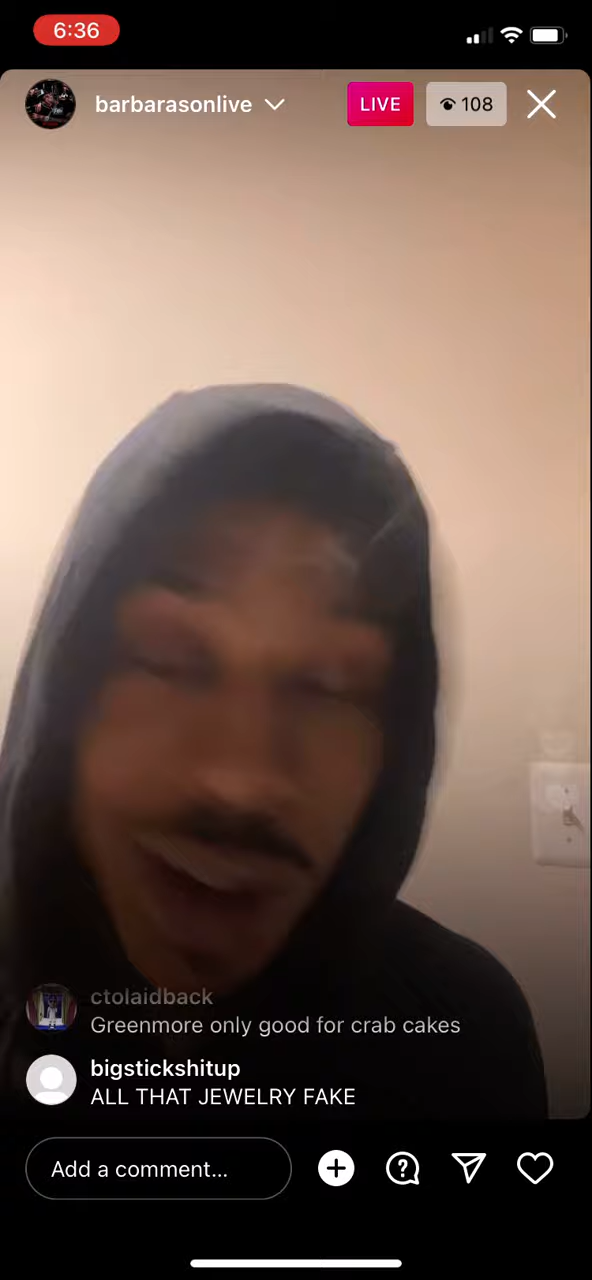 6:36
barbarasonlive
LIVE
108
ctolaidback
Greenmore only good for crab cakes
bigstickshitup
ALL THAT JEWELRY FAKE
Add a comment...